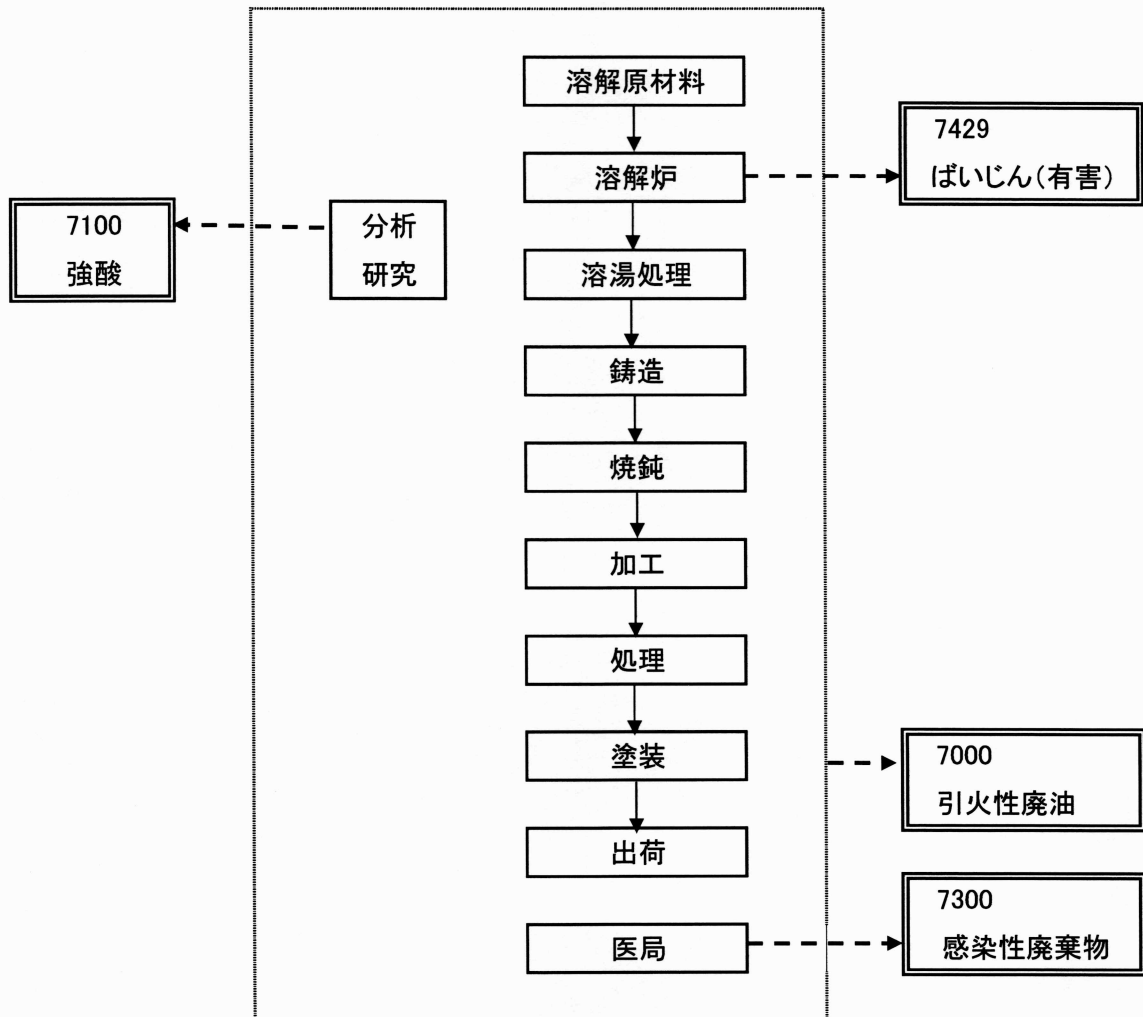 溶解原材料
7429
ばいじん(有害)
溶解炉
7100
強酸
分析
研究
溶湯処理
鋳造
焼鈍
加工
処理
塗装
7000
引火性廃油
出荷
7300
感染性廃棄物
医局